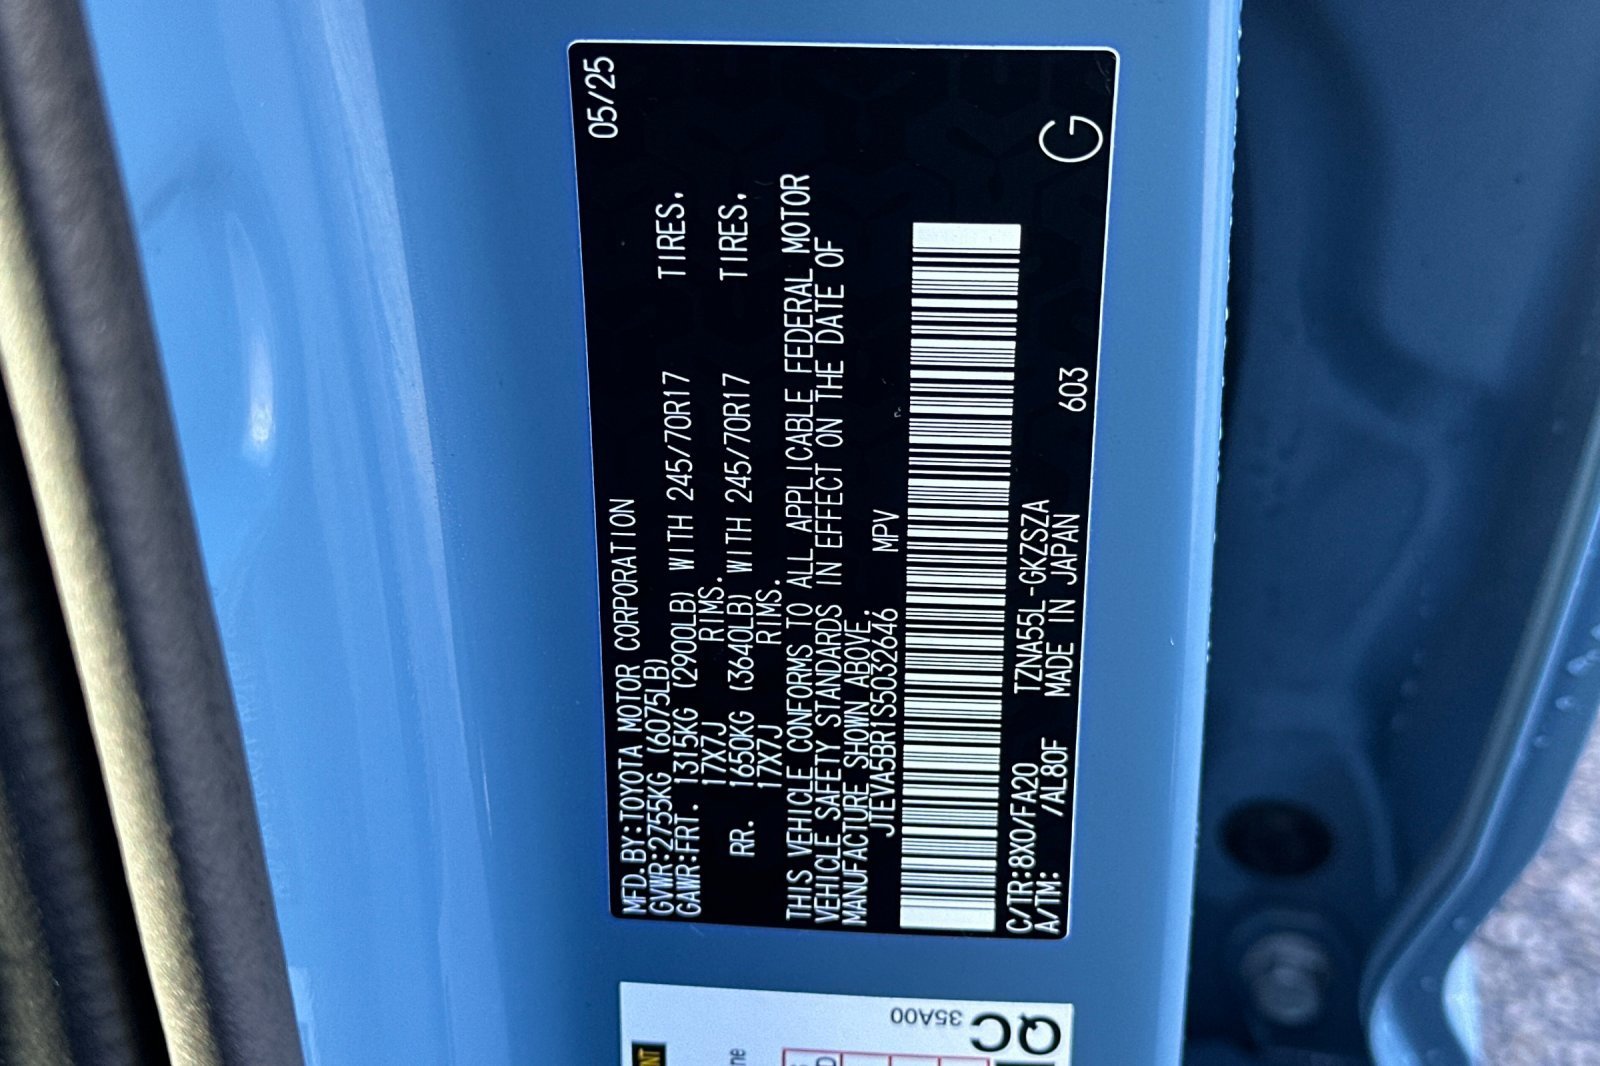 MFD.BY:TOYOTA MOTOR CORPORATION 05/25
GVWR:2755KG (6075LB)
GAWR:FRT. 1315KG (2900LB) WITH 245/70R17 TIRES,
17X7J RIMS.
RR. 1650KG (3640LB) WITH 245/70R17 TIRES,
17X7J RIMS.
THIS VEHICLE CONFORMS TO ALL APPLICABLE FEDERAL MOTOR
VEHICLE SAFETY STANDARDS IN EFFECT ON THE DATE OF
MANUFACTURE SHOWN ABOVE.
JTEVA5BR1S5032646 MPV
C/TR:8X0/FA20 TZNA55L-GKZSZA G
A/TM: /AL80F MADE IN JAPAN 603
35A00
QC